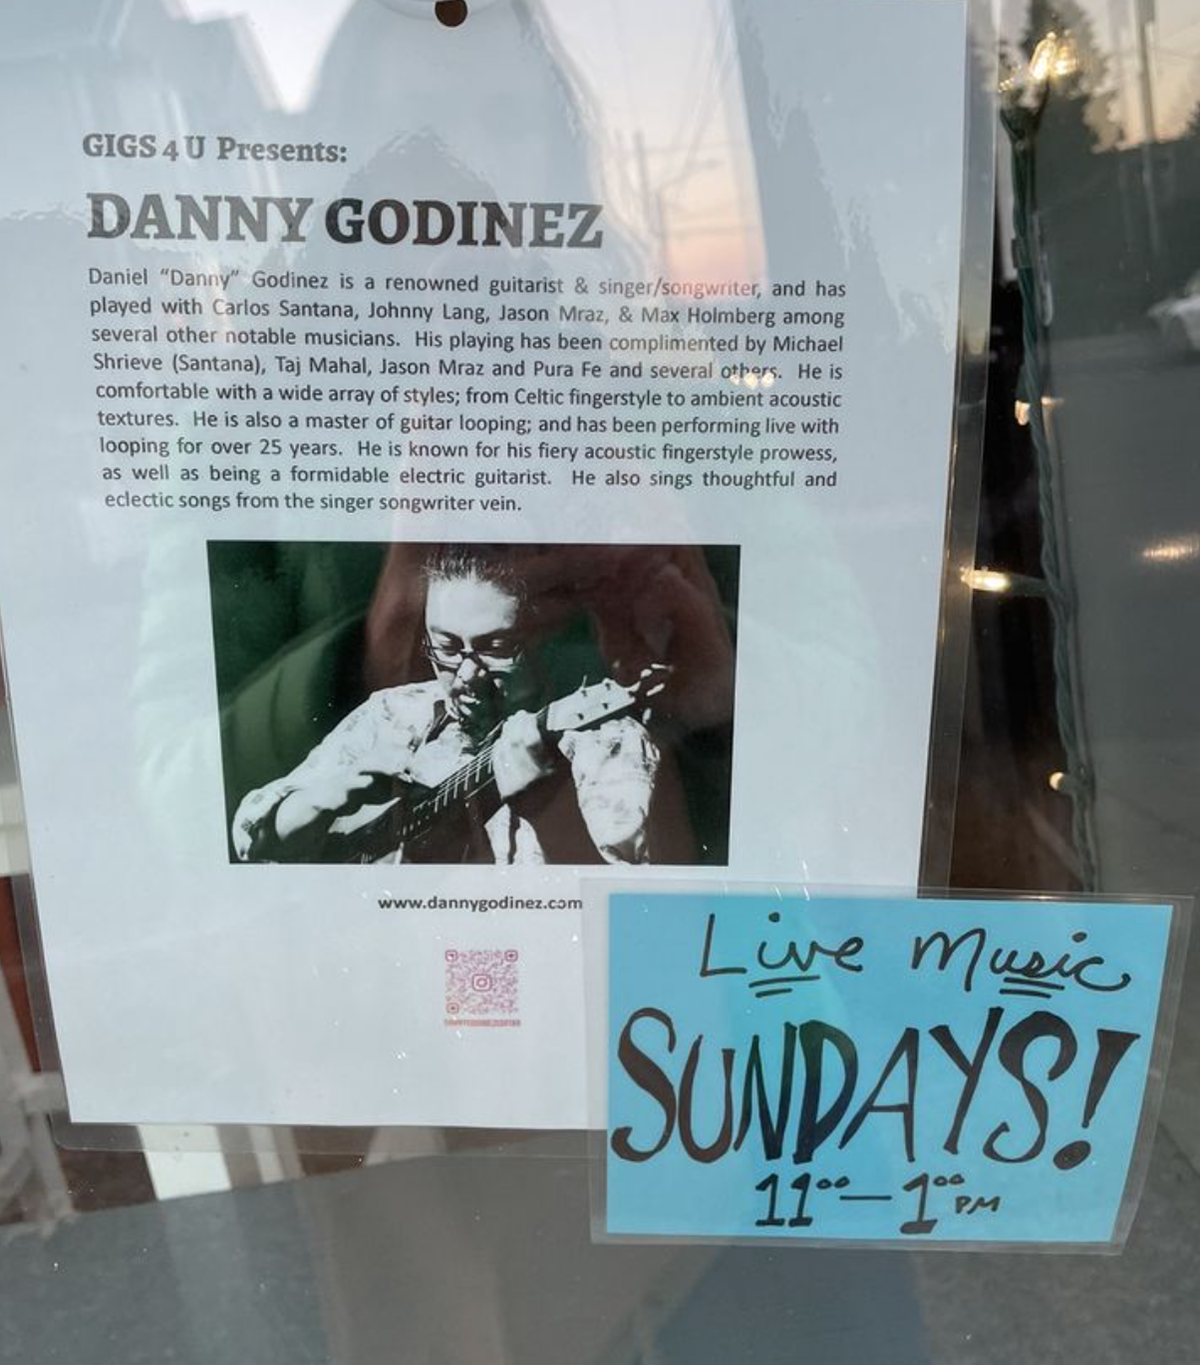 GIGS 4 U Presents:
DANNY GODINEZ
Daniel “Danny” Godinez is a renowned guitarist & singer/songwriter, and has
played with Carlos Santana, Johnny Lang, Jason Mraz, & Max Holmberg among
several other notable musicians. His playing has been complimented by Michael
Shrieve (Santana), Taj Mahal, Jason Mraz and Pura Fe and several others. He is
comfortable with a wide array of styles; from Celtic fingerstyle to ambient acoustic
textures. He is also a master of guitar looping; and has been performing live with
looping for over 25 years. He is known for his fiery acoustic fingerstyle prowess,
as well as being a formidable electric guitarist. He also sings thoughtful and
eclectic songs from the singer songwriter vein.
www.dannygodinez.com
Live Music
SUNDAYS!
11⁰⁰—1⁰⁰ PM